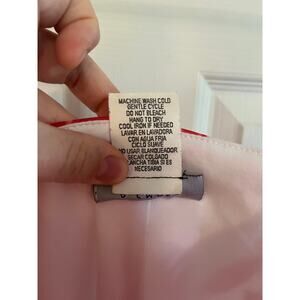 MACHINE WASH COLD
GENTLE CYCLE
DO NOT BLEACH
HANG TO DRY
COOL IRON IF NEEDED
LAVAR EN LAVADORA
CON AGUA FRIA
CICLO SUAVE
NO USAR BLANQUEADOR
SECAR COLGADO
PLANCHA TIBIA SI ES
NECESARIO